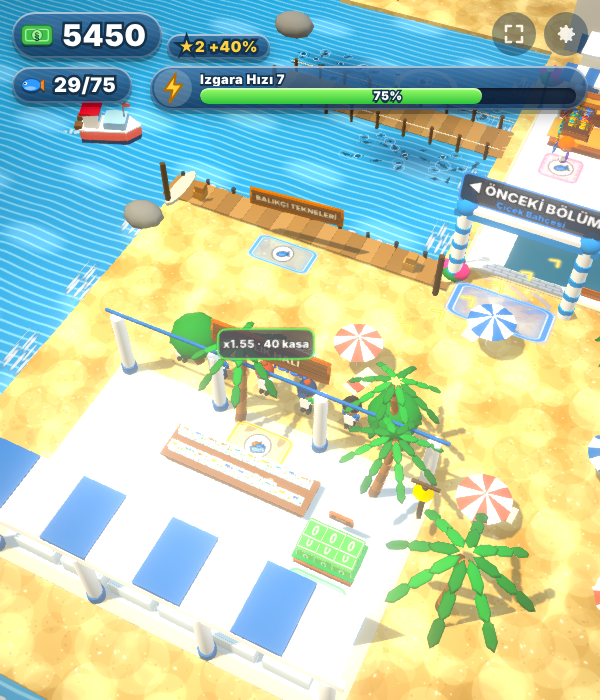 5450
2 +40%
29/75
Izgara Hızı 7
75%
BALIKÇI TEKNELERİ
ÖNCEKİ BÖLÜM
Çiçek Bahçesi
x1.55 · 40 kasa